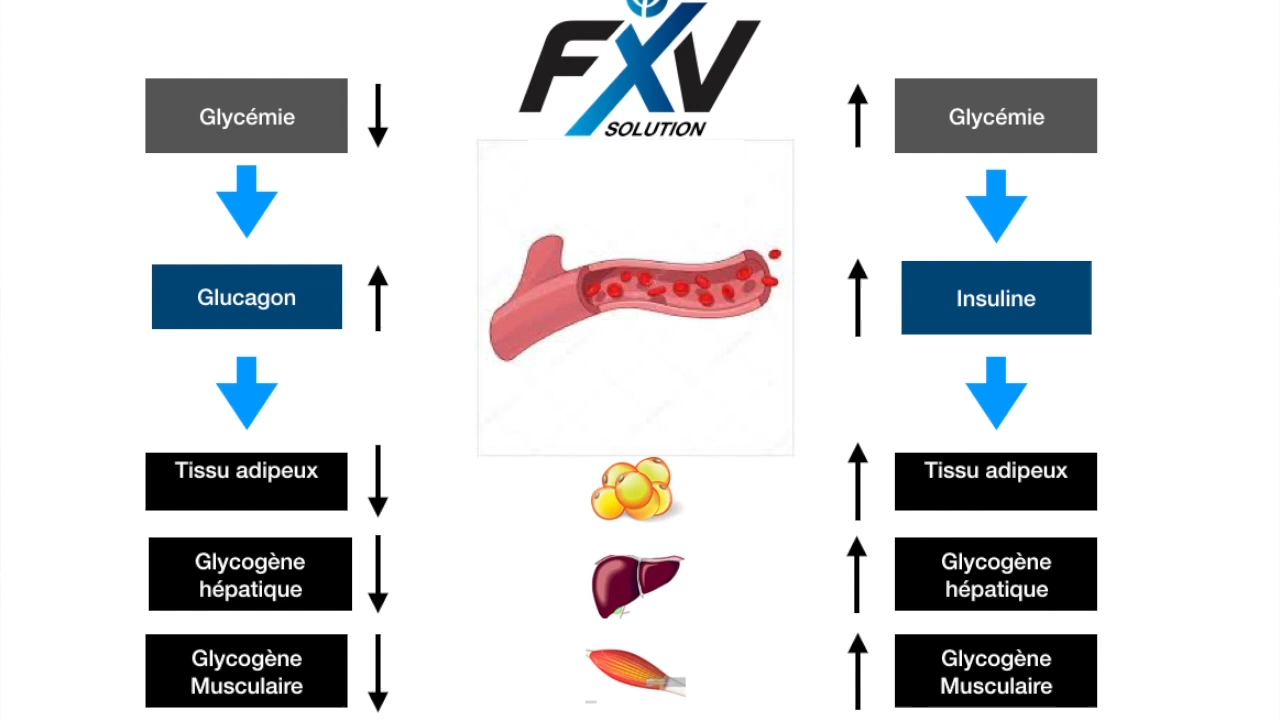 FXV
SOLUTION
Glycémie
Glycémie
Glucagon
Insuline
Tissu adipeux
Tissu adipeux
Glycogène
hépatique
Glycogène
hépatique
Glycogène
Musculaire
Glycogène
Musculaire